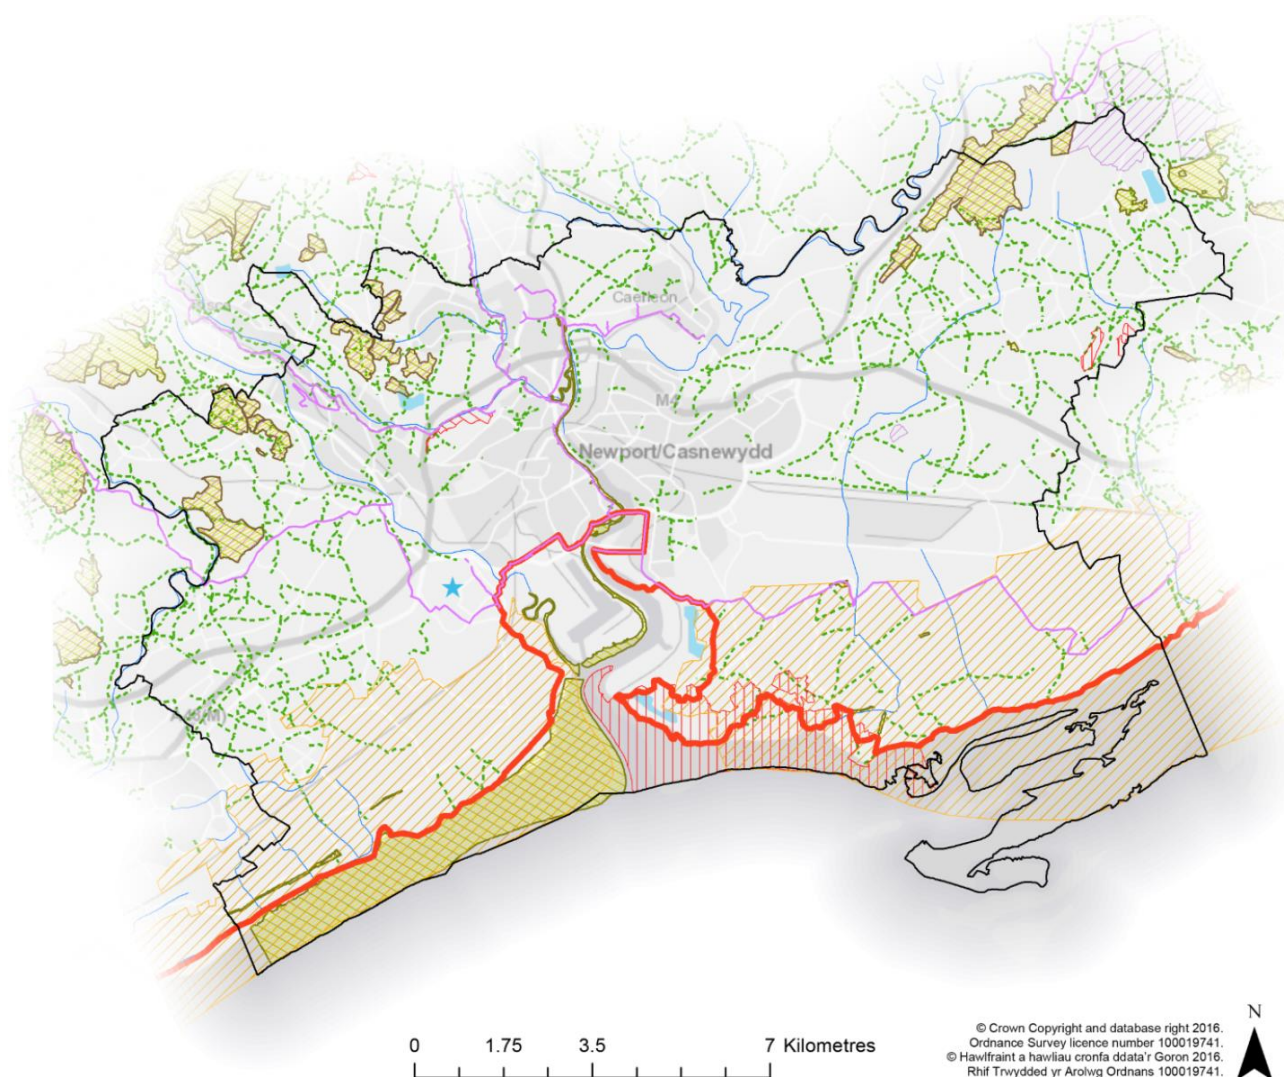 Caerleon
M4
Newport/Casnewydd
0 1.75 3.5 7 Kilometres
N
© Crown Copyright and database right 2016.
Ordnance Survey licence number 100019741.
© Hawlfraint a hawliau cronfa ddata'r Goron 2016.
Rhif Trwydded yr Arolwg Ordnans 100019741.